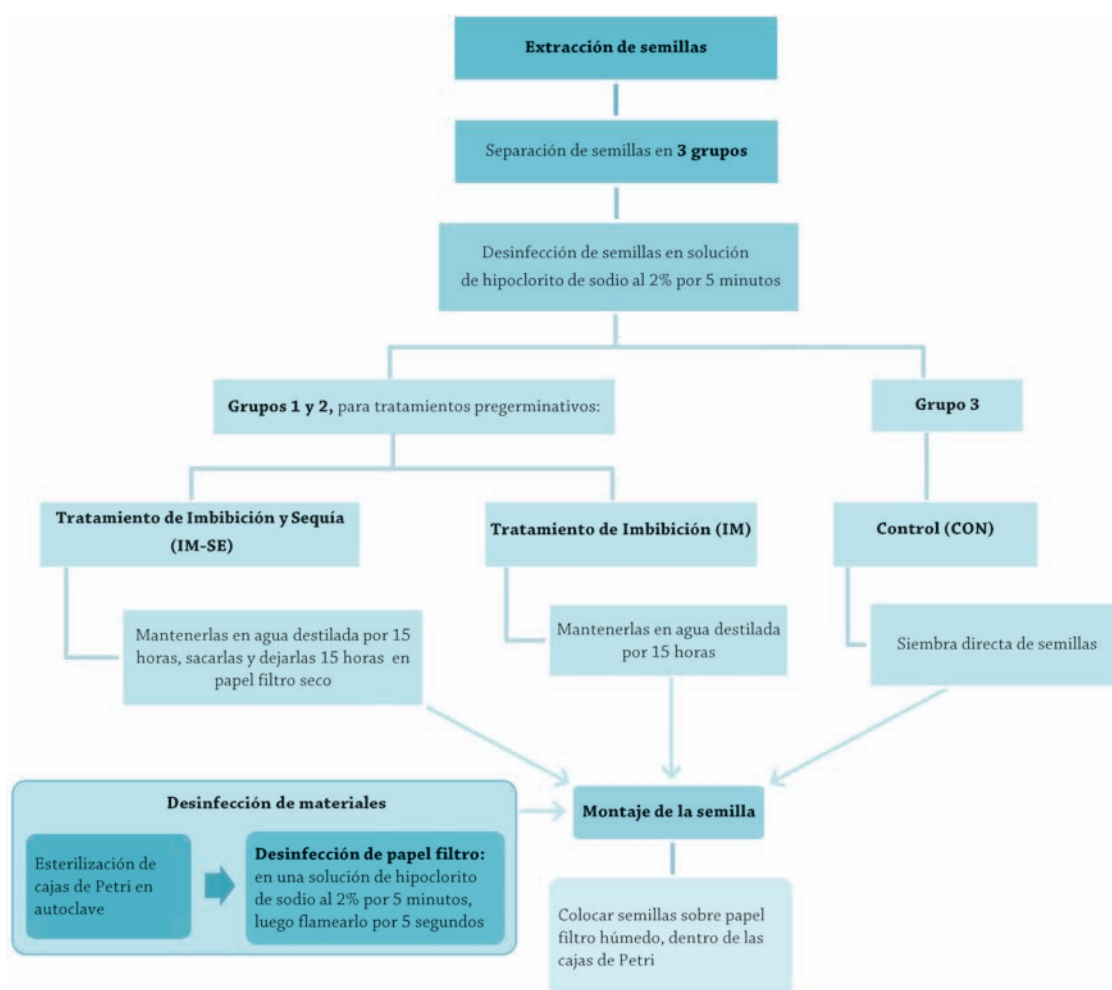 Extracción de semillas
Separación de semillas en 3 grupos
Desinfección de semillas en solución
de hipoclorito de sodio al 2% por 5 minutos
Grupos 1 y 2, para tratamientos pregerminativos:
Grupo 3
Tratamiento de Imbibición y Sequía
(IM-SE)
Tratamiento de Imbibición (IM)
Control (CON)
Mantenerlas en agua destilada por 15
horas, sacarlas y dejarlas 15 horas en
papel filtro seco
Mantenerlas en agua destilada
por 15 horas
Siembra directa de semillas
Desinfección de materiales
Esterilización de
cajas de Petri en
autoclave
Desinfección de papel filtro:
en una solución de hipoclorito
de sodio al 2% por 5 minutos,
luego flamearlo por 5 segundos
Montaje de la semilla
Colocar semillas sobre papel
filtro húmedo, dentro de las
cajas de Petri